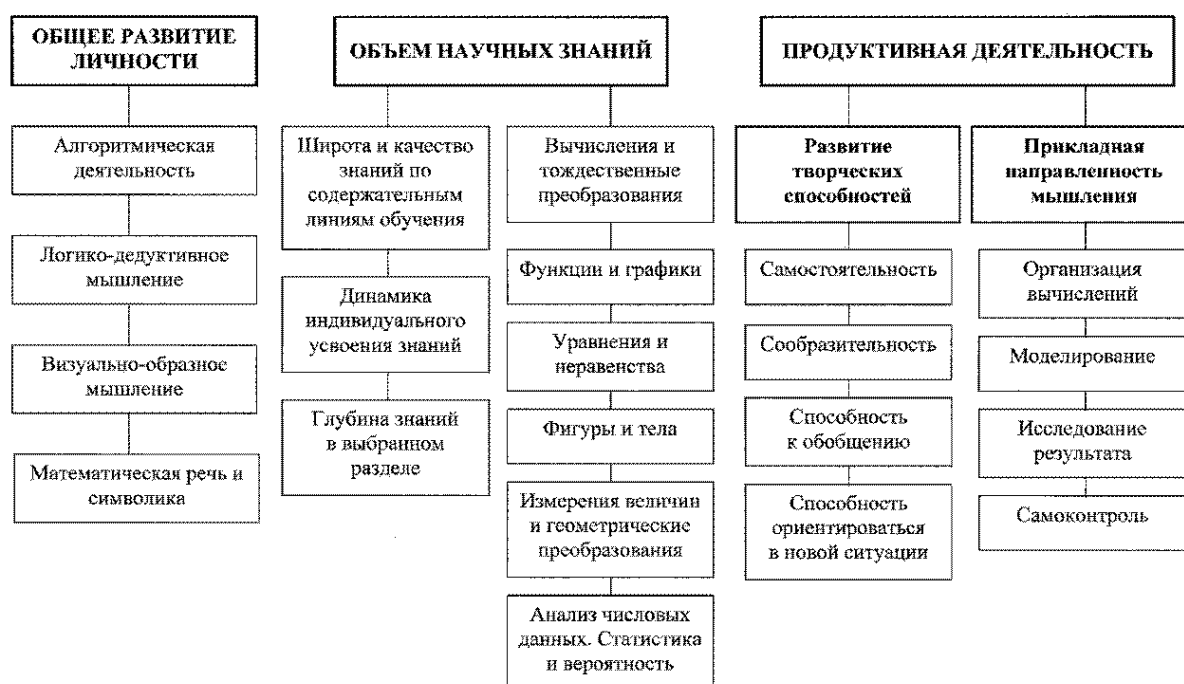 ОБЩЕЕ РАЗВИТИЕ
ЛИЧНОСТИ
Алгоритмическая
деятельность
Логико-дедуктивное
мышление
Визуально-образное
мышление
Математическая речь и
символика
ОБЪЕМ НАУЧНЫХ ЗНАНИЙ
Широта и качество
знаний по
содержательным
линиям обучения
Динамика
индивидуального
усвоения знаний
Глубина знаний
в выбранном
разделе
Вычисления и
тождественные
преобразования
Функции и графики
Уравнения и
неравенства
Фигуры и тела
Измерения величин
и геометрические
преобразования
Анализ числовых
данных. Статистика
и вероятность
ПРОДУКТИВНАЯ ДЕЯТЕЛЬНОСТЬ
Развитие
творческих
способностей
Самостоятельность
Сообразительность
Способность
к обобщению
Способность
ориентироваться
в новой ситуации
Прикладная
направленность
мышления
Организация
вычислений
Моделирование
Исследование
результата
Самоконтроль